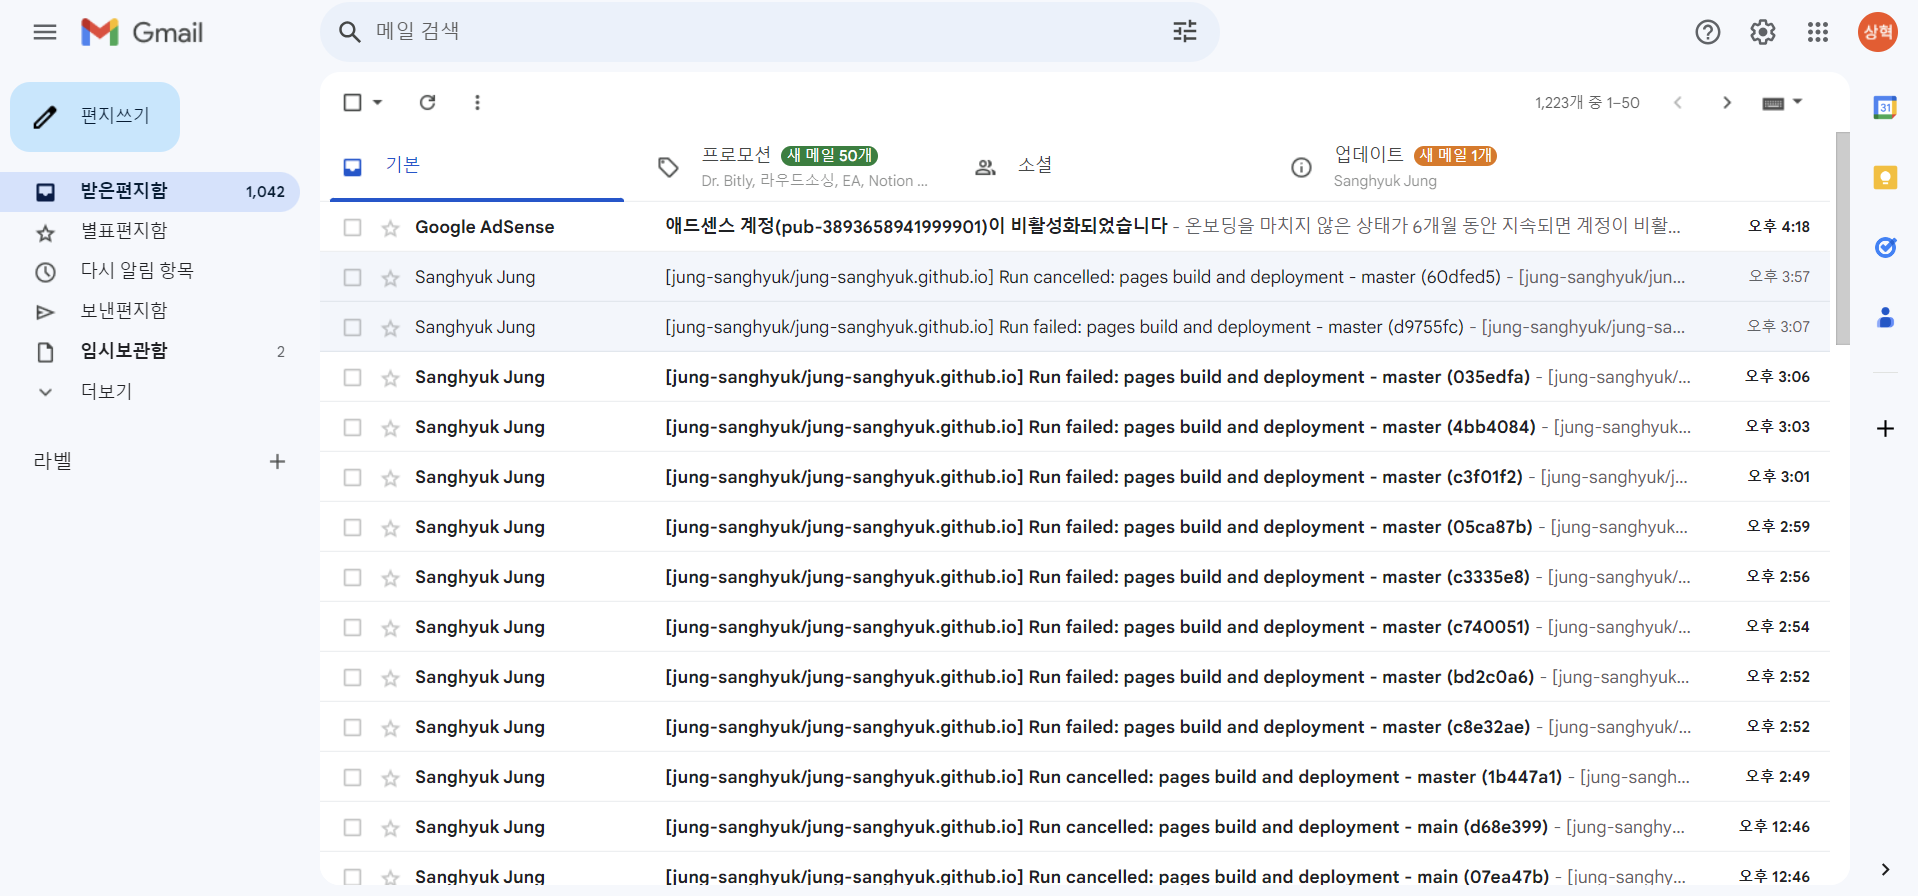 Gmail
메일 검색
상혁
편지쓰기
받은편지함 1,042
별표편지함
다시 알림 항목
보낸편지함
임시보관함 2
더보기
라벨
1,223개 중 1–50
기본
프로모션 새 메일 50개
Dr. Bitly, 라우드소싱, EA, Notion ...
소셜
업데이트 새 메일 1개
Sanghyuk Jung
31
Google AdSense 애드센스 계정(pub-3893658941999901)이 비활성화되었습니다 - 온보딩을 마치지 않은 상태가 6개월 동안 지속되면 계정이 비활... 오후 4:18
Sanghyuk Jung [jung-sanghyuk/jung-sanghyuk.github.io] Run cancelled: pages build and deployment - master (60dfed5) - [jung-sanghyuk/jun... 오후 3:57
Sanghyuk Jung [jung-sanghyuk/jung-sanghyuk.github.io] Run failed: pages build and deployment - master (d9755fc) - [jung-sanghyuk/jung-sa... 오후 3:07
Sanghyuk Jung [jung-sanghyuk/jung-sanghyuk.github.io] Run failed: pages build and deployment - master (035edfa) - [jung-sanghyuk/... 오후 3:06
Sanghyuk Jung [jung-sanghyuk/jung-sanghyuk.github.io] Run failed: pages build and deployment - master (4bb4084) - [jung-sanghyuk... 오후 3:03
Sanghyuk Jung [jung-sanghyuk/jung-sanghyuk.github.io] Run failed: pages build and deployment - master (c3f01f2) - [jung-sanghyuk/j... 오후 3:01
Sanghyuk Jung [jung-sanghyuk/jung-sanghyuk.github.io] Run failed: pages build and deployment - master (05ca87b) - [jung-sanghyuk... 오후 2:59
Sanghyuk Jung [jung-sanghyuk/jung-sanghyuk.github.io] Run failed: pages build and deployment - master (c3335e8) - [jung-sanghyuk/... 오후 2:56
Sanghyuk Jung [jung-sanghyuk/jung-sanghyuk.github.io] Run failed: pages build and deployment - master (c740051) - [jung-sanghyuk/... 오후 2:54
Sanghyuk Jung [jung-sanghyuk/jung-sanghyuk.github.io] Run failed: pages build and deployment - master (bd2c0a6) - [jung-sanghyuk... 오후 2:52
Sanghyuk Jung [jung-sanghyuk/jung-sanghyuk.github.io] Run failed: pages build and deployment - master (c8e32ae) - [jung-sanghyuk/... 오후 2:52
Sanghyuk Jung [jung-sanghyuk/jung-sanghyuk.github.io] Run cancelled: pages build and deployment - master (1b447a1) - [jung-sangh... 오후 2:49
Sanghyuk Jung [jung-sanghyuk/jung-sanghyuk.github.io] Run cancelled: pages build and deployment - main (d68e399) - [jung-sanghy... 오후 12:46
Sanghyuk Jung [jung-sanghyuk/jung-sanghyuk.github.io] Run cancelled: pages build and deployment - main (07ea47b) - [jung-sanghy... 오후 12:46